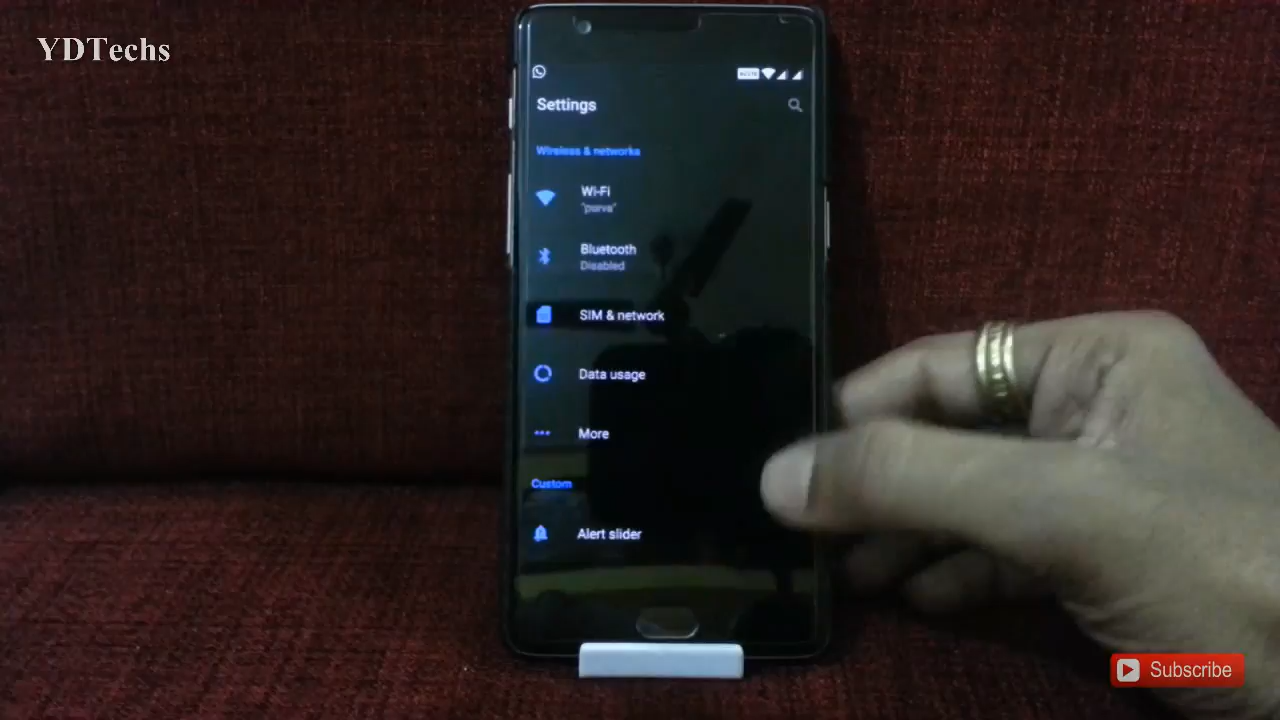 YDTechs
Settings
Wireless & networks
Wi-Fi
"purva"
Bluetooth
Disabled
SIM & network
Data usage
More
Custom
Alert slider
Subscribe